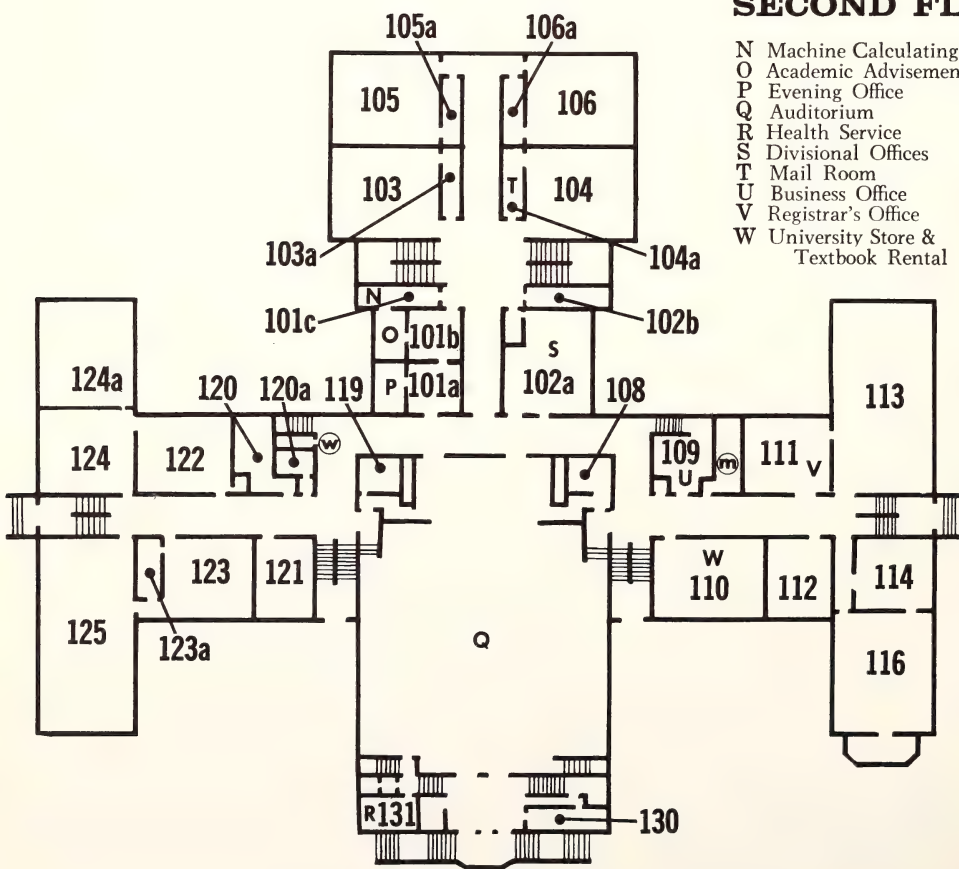 SECOND FL
N Machine Calculating
O Academic Advisemen
P Evening Office
Q Auditorium
R Health Service
S Divisional Offices
T Mail Room
U Business Office
V Registrar's Office
W University Store &
Textbook Rental
105a
106a
105
106
103
T
104
103a
104a
N
101c
102b
O
101b
S
P
101a
102a
124a
120
120a
119
108
113
w
124
122
109
U
m
111
V
123
121
W
110
112
114
125
123a
Q
116
R
131
130